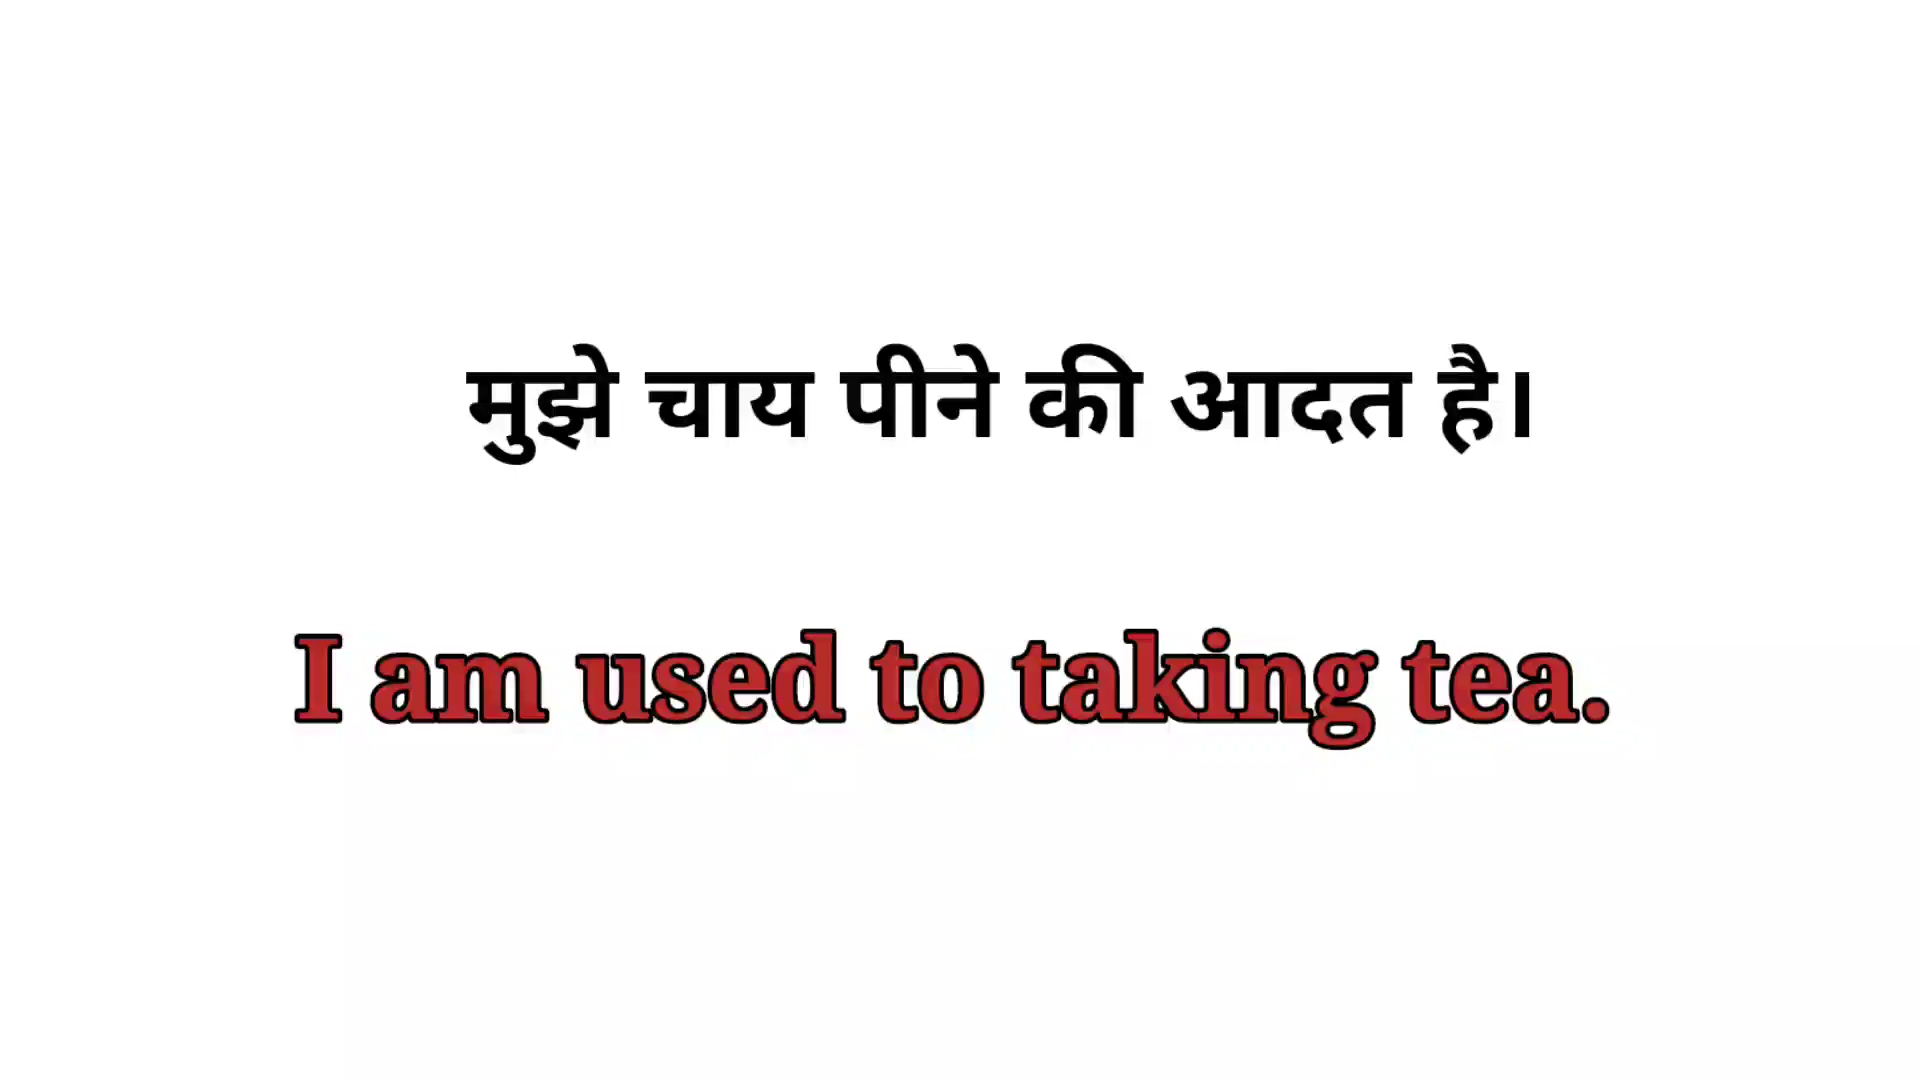 मुझे चाय पीने की आदत है।
I am used to taking tea.